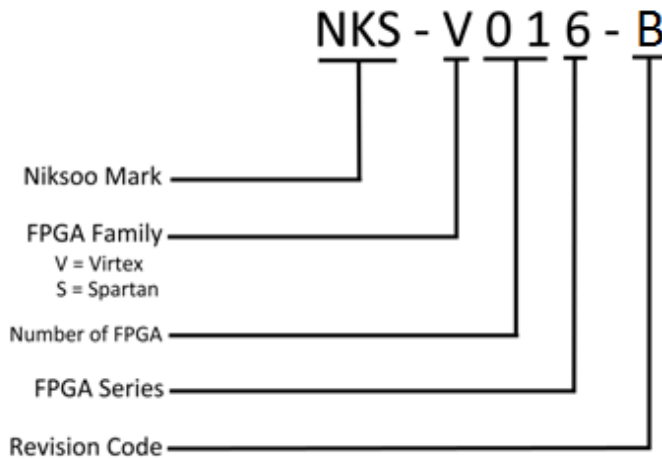 NKS - V 0 1 6 - B
Niksoo Mark
FPGA Family
V = Virtex
S = Spartan
Number of FPGA
FPGA Series
Revision Code